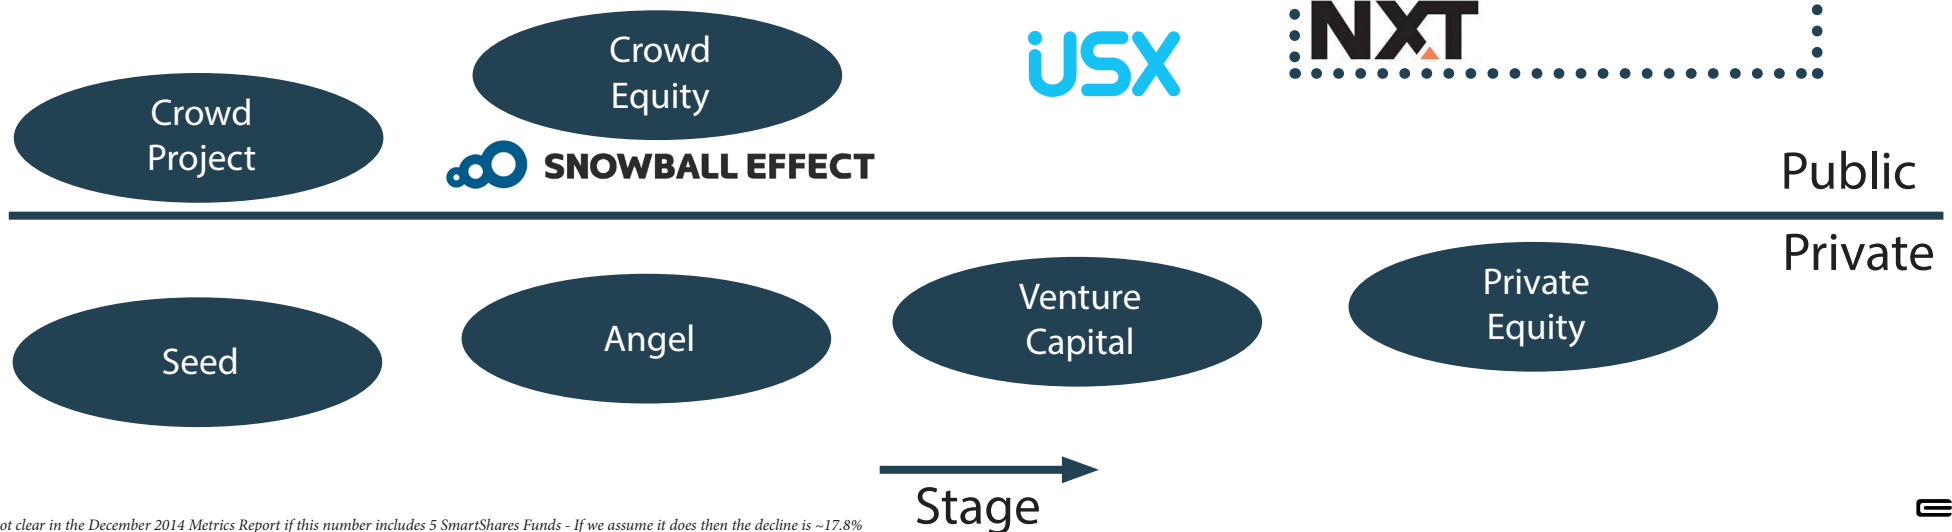 Crowd
Equity
USX
NXT
Crowd
Project
SNOWBALL EFFECT
Public
Private
Seed
Angel
Venture
Capital
Private
Equity
Stage
clear in the December 2014 Metrics Report if this number includes 5 SmartShares Funds - If we assume it does then the decline is ~17.8%